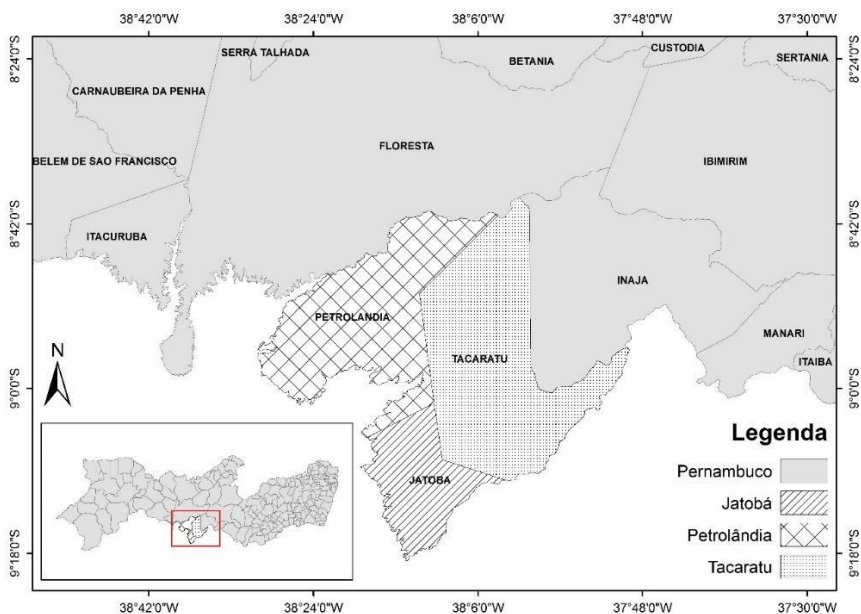 38°42'0"W 38°24'0"W 38°6'0"W 37°48'0"W 37°30'0"W
8°24'0"S 8°24'0"S
SERRA TALHADA CUSTODIA
BETANIA SERTANIA
CARNAUBEIRA DA PENHA
FLORESTA
BELEM DE SAO FRANCISCO IBIMIRIM
8°42'0"S 8°42'0"S
ITACURUBA
INAJA
PETROLANDIA
MANARI
TACARATU ITAIBA
N
9°0'0"S 9°0'0"S
Legenda
Pernambuco
JATOBA
Jatobá
Petrolândia
Tacaratu
9°18'0"S 9°18'0"S
38°42'0"W 38°24'0"W 38°6'0"W 37°48'0"W 37°30'0"W